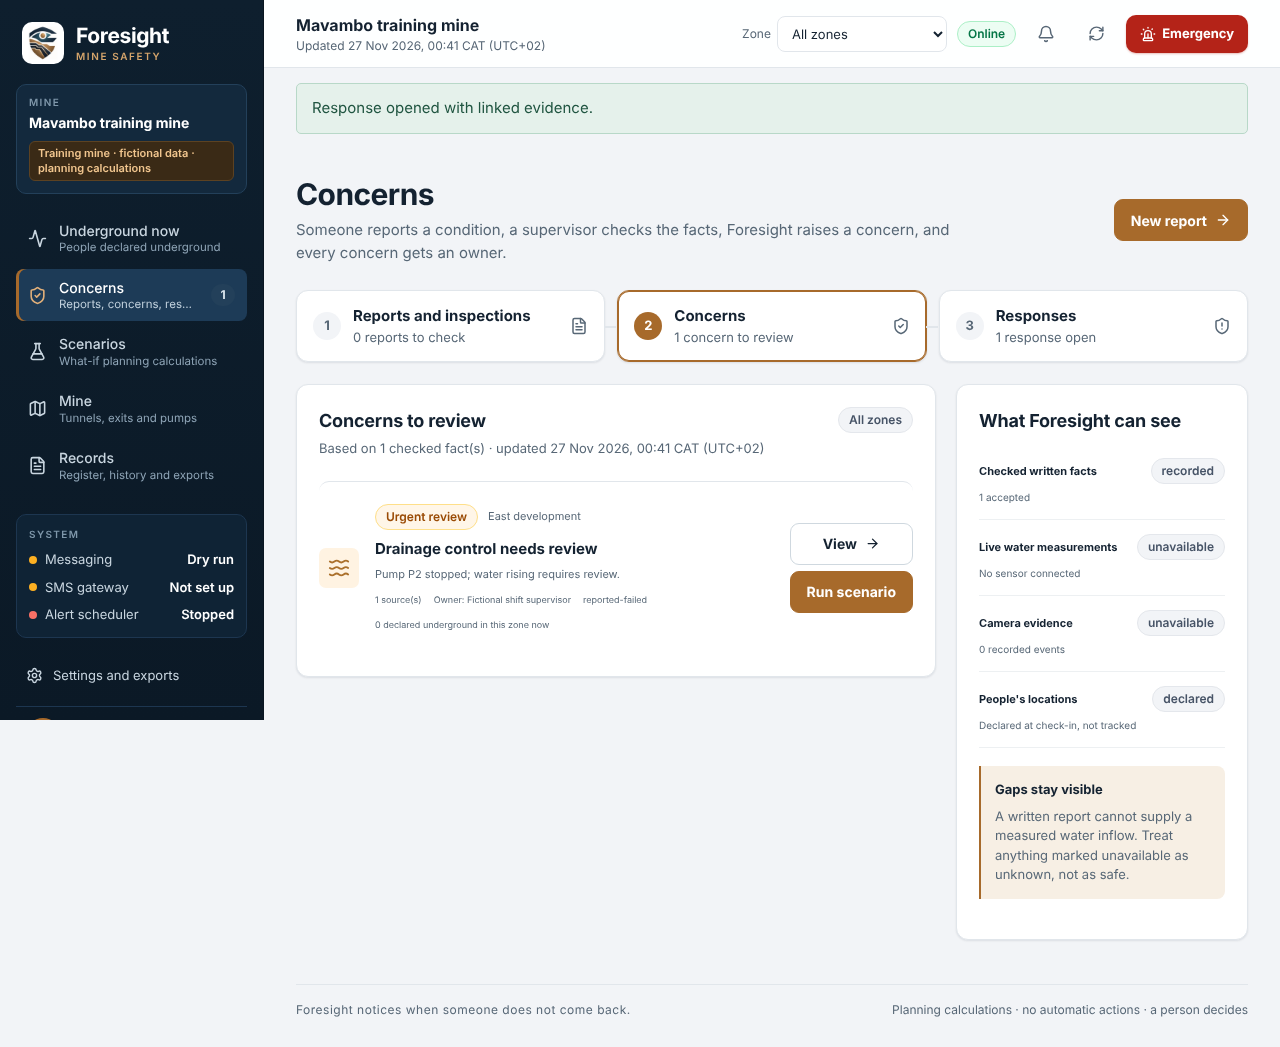 Foresight
MINE SAFETY
MINE
Mavambo training mine
Training mine · fictional data ·
planning calculations
Underground now
People declared underground
Concerns
Reports, concerns, res...
1
Scenarios
What-if planning calculations
Mine
Tunnels, exits and pumps
Records
Register, history and exports
SYSTEM
Messaging Dry run
SMS gateway Not set up
Alert scheduler Stopped
Settings and exports
Mavambo training mine
Updated 27 Nov 2026, 00:41 CAT (UTC+02)
Zone All zones Online Emergency
Response opened with linked evidence.
Concerns
Someone reports a condition, a supervisor checks the facts, Foresight raises a concern, and
every concern gets an owner.
New report
1 Reports and inspections
0 reports to check
2 Concerns
1 concern to review
3 Responses
1 response open
Concerns to review
All zones
Based on 1 checked fact(s) · updated 27 Nov 2026, 00:41 CAT (UTC+02)
Urgent review East development
Drainage control needs review
Pump P2 stopped; water rising requires review.
1 source(s) Owner: Fictional shift supervisor reported-failed
0 declared underground in this zone now
View
Run scenario
What Foresight can see
Checked written facts recorded
1 accepted
Live water measurements unavailable
No sensor connected
Camera evidence unavailable
0 recorded events
People's locations declared
Declared at check-in, not tracked
Gaps stay visible
A written report cannot supply a
measured water inflow. Treat
anything marked unavailable as
unknown, not as safe.
Foresight notices when someone does not come back.
Planning calculations · no automatic actions · a person decides